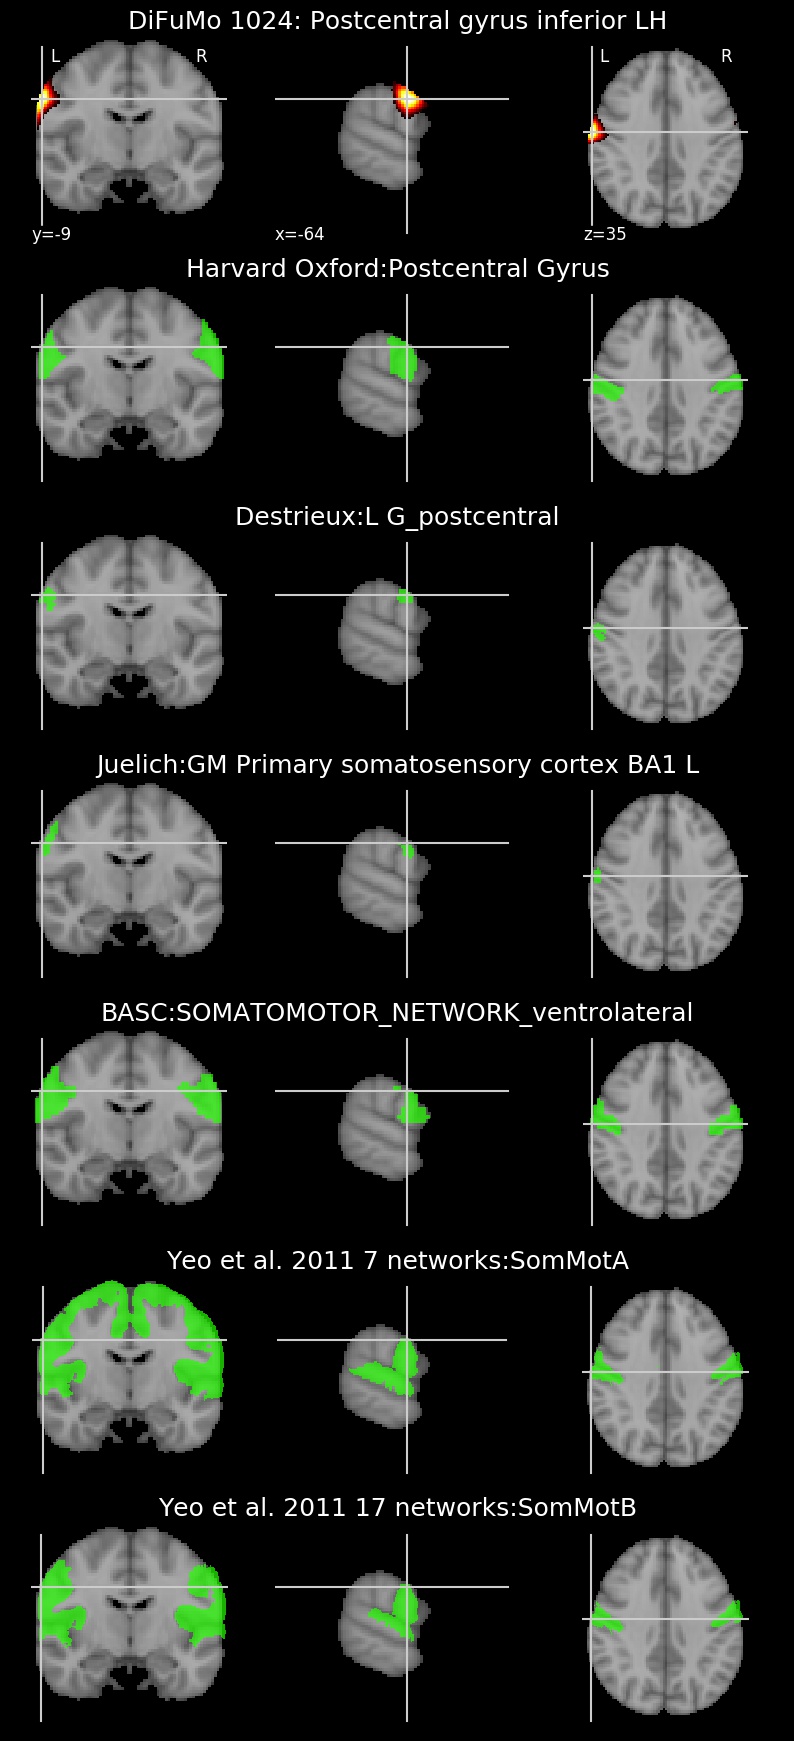 DiFuMo 1024: Postcentral gyrus inferior LH
L R L R
y=-9 x=-64 z=35
Harvard Oxford:Postcentral Gyrus
Destrieux:L G_postcentral
Juelich:GM Primary somatosensory cortex BA1 L
BASC:SOMATOMOTOR_NETWORK_ventrolateral
Yeo et al. 2011 7 networks:SomMotA
Yeo et al. 2011 17 networks:SomMotB